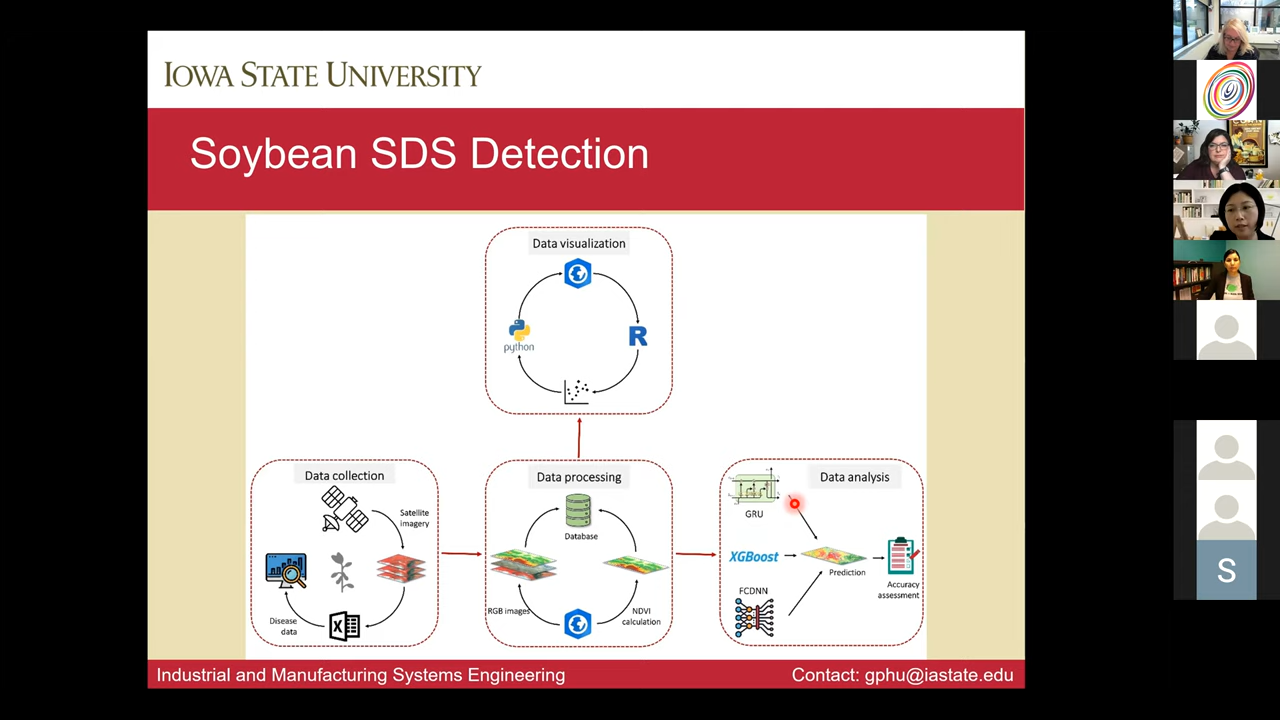 IOWA STATE UNIVERSITY
Soybean SDS Detection
Data visualization
python
R
Data collection
Satellite
imagery
Disease
data
X
Data processing
Database
RGB images
NDVI
calculation
Data analysis
GRU
XGBoost
Prediction
FCDNN
Accuracy
assessment
Industrial and Manufacturing Systems Engineering
Contact: gphu@iastate.edu
S